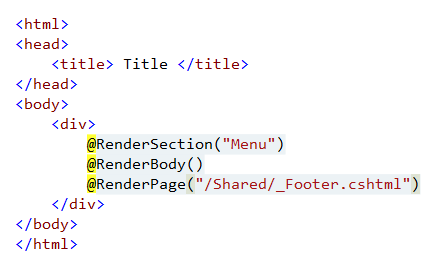 <html>
<head>
    <title> Title </title>
</head>
<body>
    <div>
        @RenderSection("Menu")
        @RenderBody()
        @RenderPage("/Shared/_Footer.cshtml")
    </div>
</body>
</html>